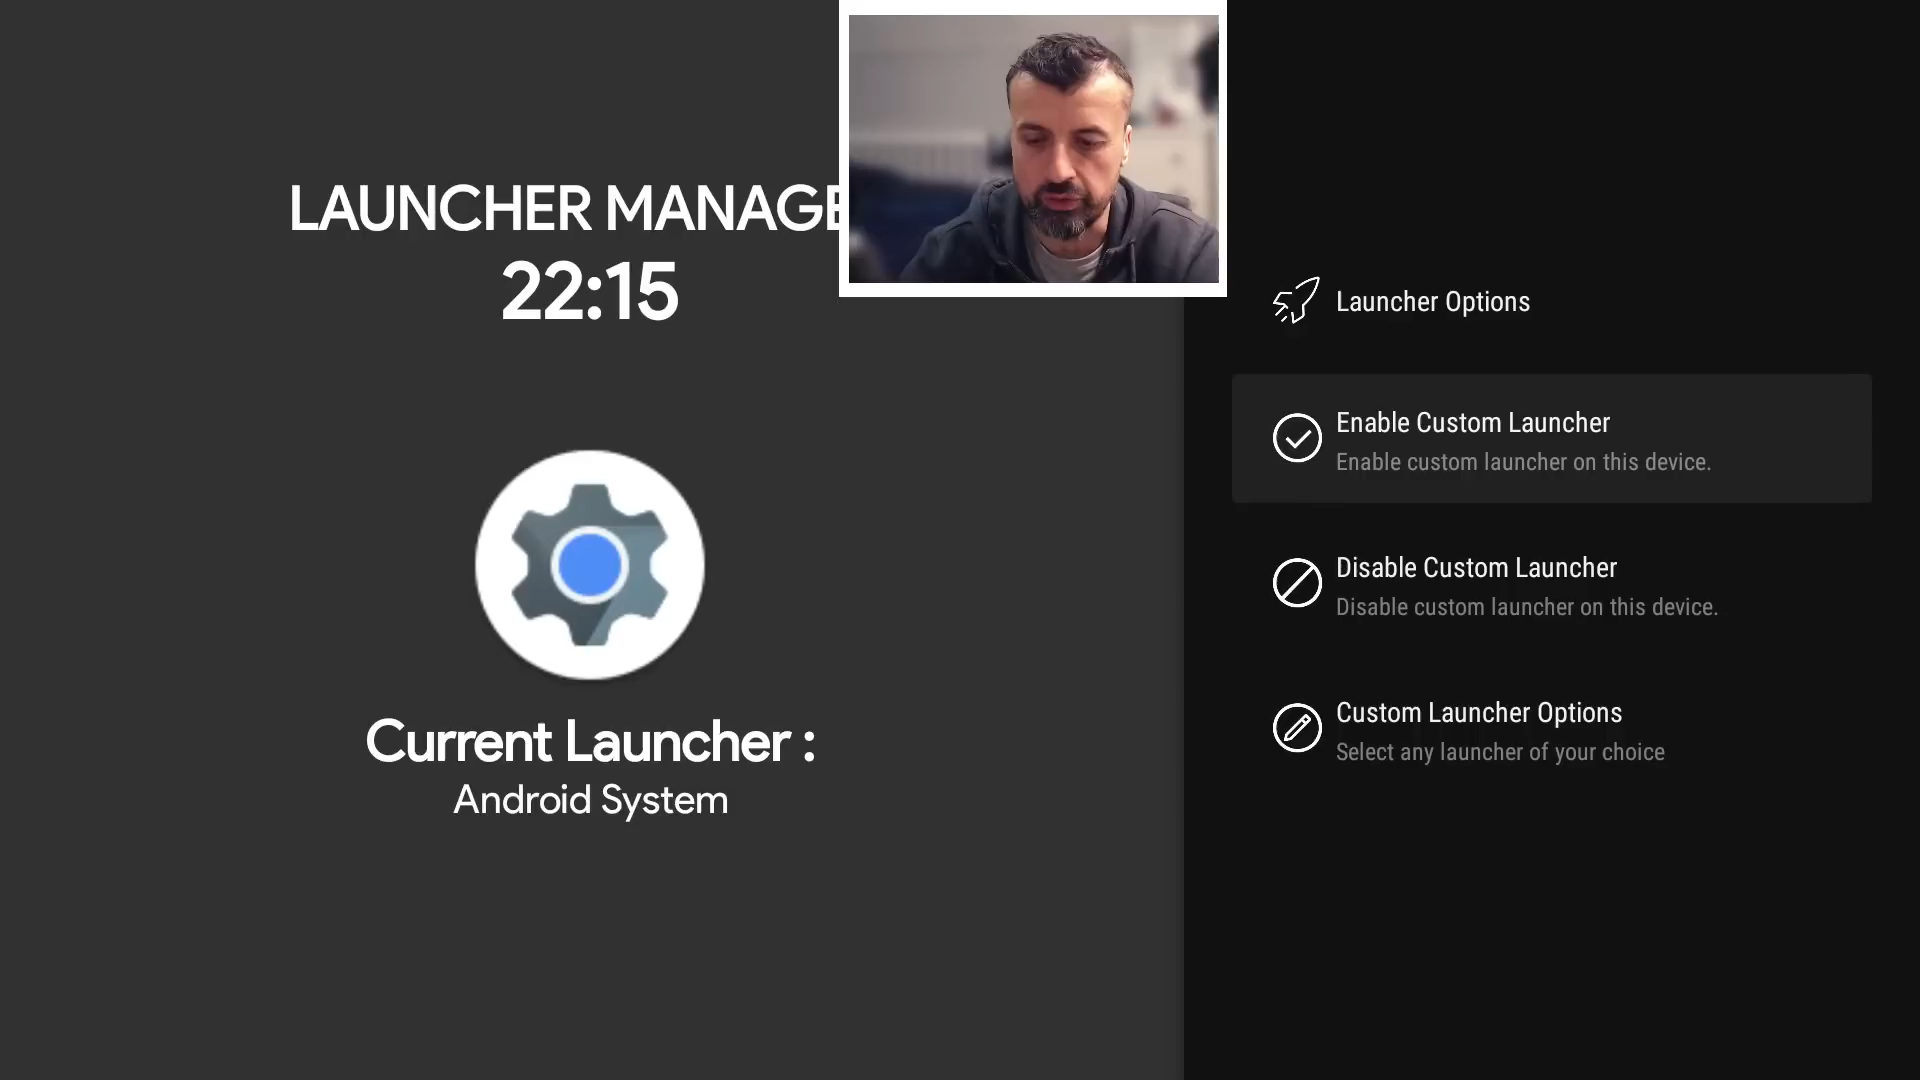 LAUNCHER MANAGE
22:15
Current Launcher :
Android System
Launcher Options
Enable Custom Launcher
Enable custom launcher on this device.
Disable Custom Launcher
Disable custom launcher on this device.
Custom Launcher Options
Select any launcher of your choice